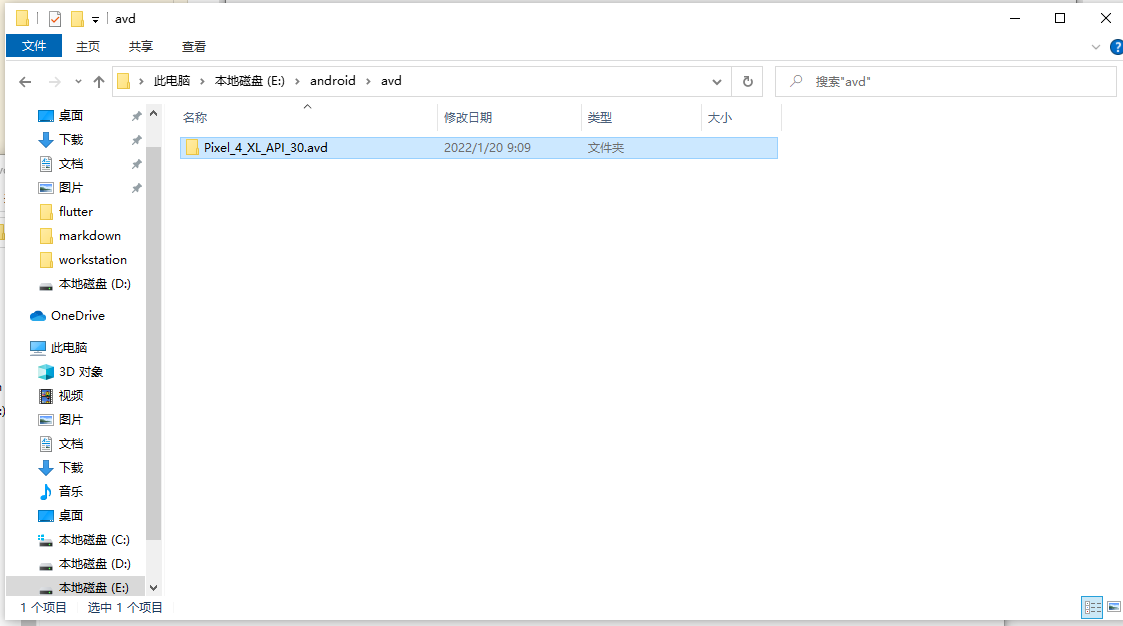 avd
文件 主页 共享 查看
此电脑 本地磁盘 (E:) android avd 搜索"avd"
名称 修改日期 类型 大小
Pixel_4_XL_API_30.avd 2022/1/20 9:09 文件夹
桌面
下载
文档
图片
flutter
markdown
workstation
本地磁盘 (D:)
OneDrive
此电脑
3D 对象
视频
图片
文档
下载
音乐
桌面
本地磁盘 (C:)
本地磁盘 (D:)
本地磁盘 (E:)
1 个项目 选中 1 个项目